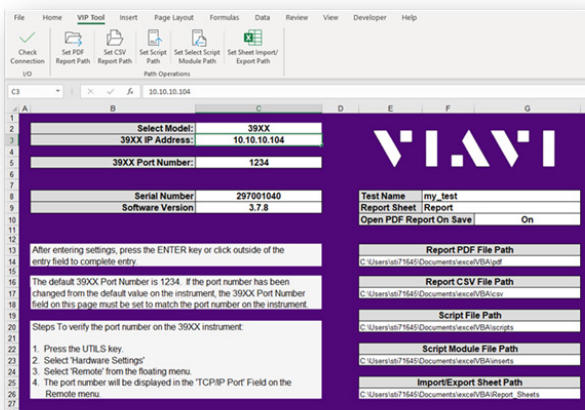 File Home VIP Tool Insert Page Layout Formulas Data Review View Developer Help
Check Connection
Set PDF Report Path
Set CSV Report Path
Set Script Path
Set Select Script Module Path
Set Sheet Import/ Export Path
I/O Path Operations
C3 fx 10.10.10.104
A B C D E F G
1
2 Select Model: 39XX
3 39XX IP Address: 10.10.10.104
4
5 39XX Port Number: 1234
6
7
8 Serial Number 297001040
9 Software Version 3.7.8
10
11
12
13
14
15
16
17
18
19
20
21
22
23
24
25
26
27
After entering settings, press the ENTER key or click outside of the
entry field to complete entry.
The default 39XX Port Number is 1234. If the port number has been
changed from the default value on the instrument, the 39XX Port Number
field on this page must be set to match the port number on the instrument.
Steps To verify the port number on the 39XX instrument:
1. Press the UTILS key.
2. Select 'Hardware Settings'
3. Select 'Remote' from the floating menu.
4. The port number will be displayed in the 'TCP/IP Port' Field on the
Remote menu.
VIAVI
Test Name my_test
Report Sheet Report
Open PDF Report On Save On
Report PDF File Path
C:\Users\sti71645\Documents\excelVBA\pdf
Report CSV File Path
C:\Users\sti71645\Documents\excelVBA\csv
Script File Path
C:\Users\sti71645\Documents\excelVBA\scripts
Script Module File Path
C:\Users\sti71645\Documents\excelVBA\inserts
Import/Export Sheet Path
C:\Users\sti71645\Documents\excelVBA\Report_Sheets